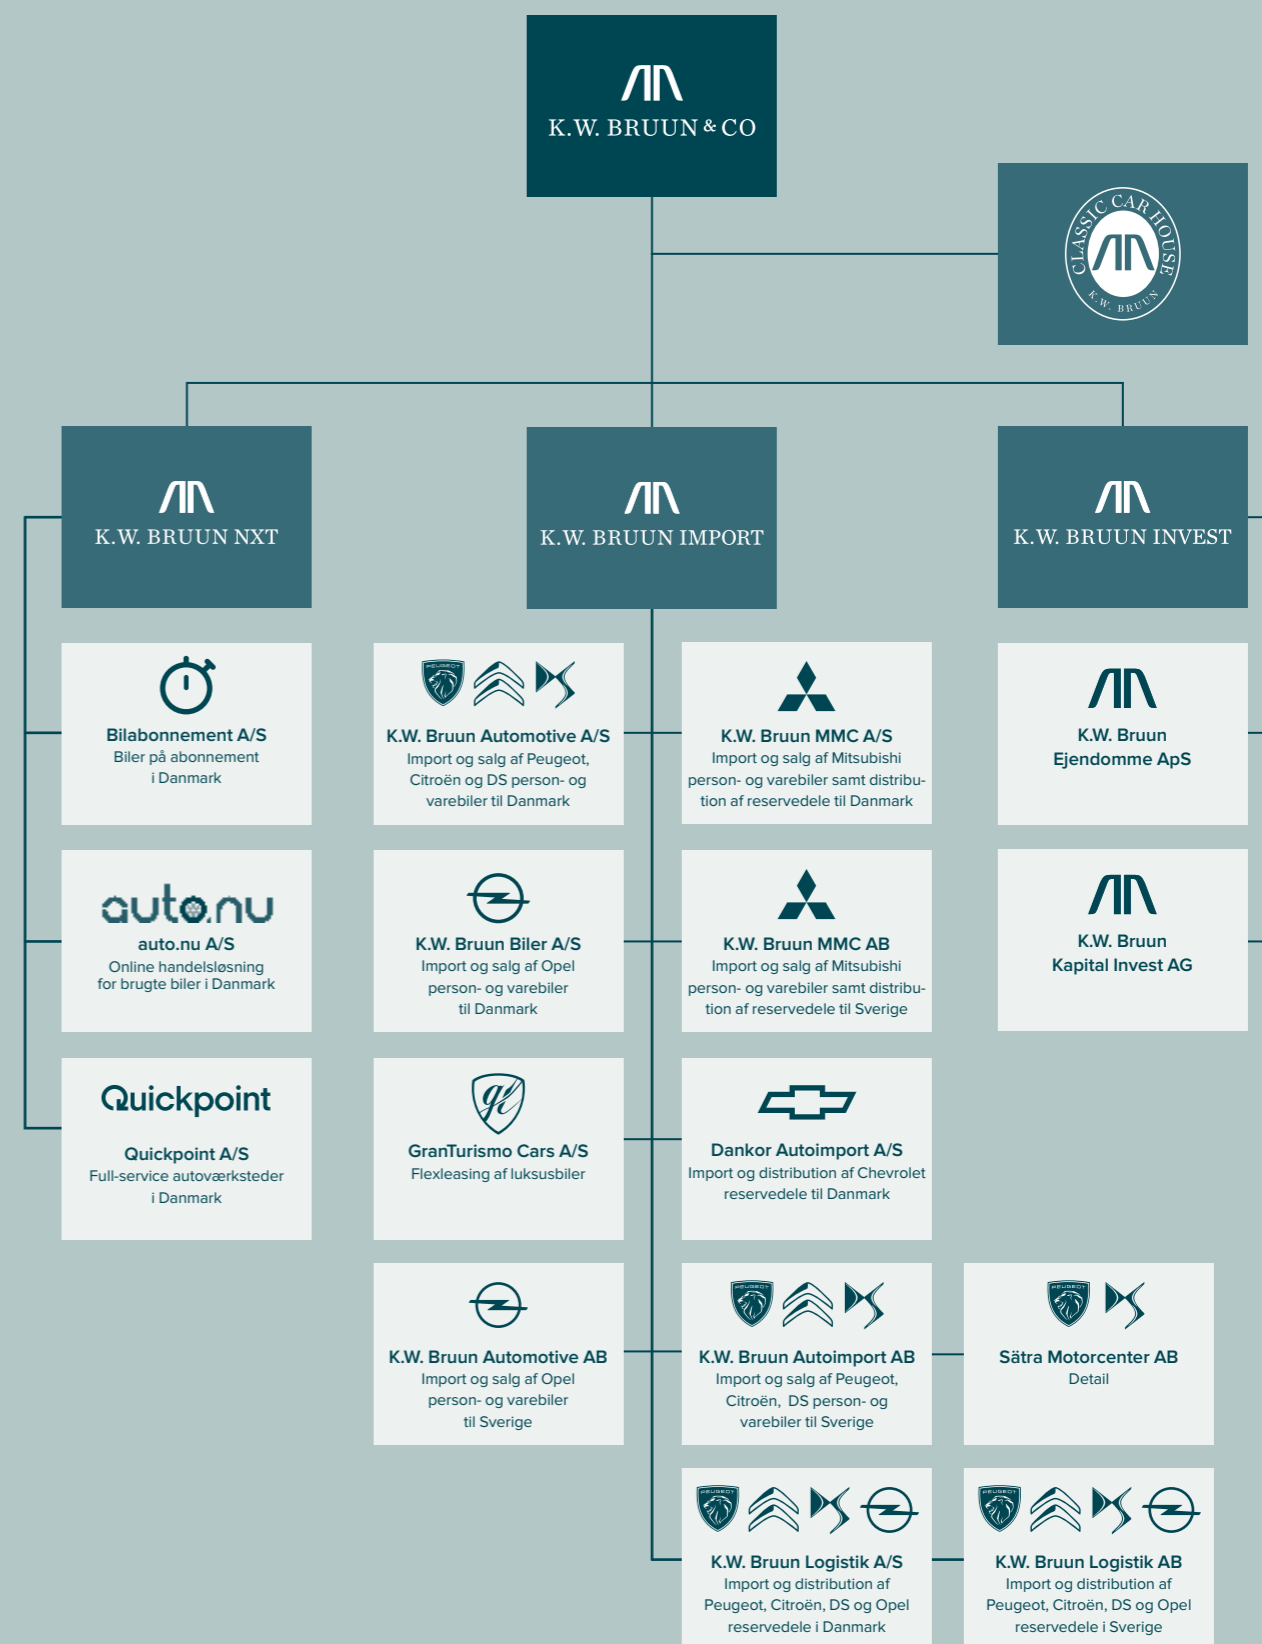 K.W. BRUUN & CO
CLASSIC CAR HOUSE
K.W. BRUUN
K.W. BRUUN NXT
K.W. BRUUN IMPORT
K.W. BRUUN INVEST
Bilabonnement A/S
Biler på abonnement
i Danmark
auto.nu
auto.nu A/S
Online handelsløsning
for brugte biler i Danmark
Quickpoint
Quickpoint A/S
Full-service autoværksteder
i Danmark
PEUGEOT
K.W. Bruun Automotive A/S
Import og salg af Peugeot,
Citroën og DS person- og
varebiler til Danmark
K.W. Bruun MMC A/S
Import og salg af Mitsubishi
person- og varebiler samt distribu-
tion af reservedele til Danmark
K.W. Bruun
Ejendomme ApS
K.W. Bruun Biler A/S
Import og salg af Opel
person- og varebiler
til Danmark
K.W. Bruun MMC AB
Import og salg af Mitsubishi
person- og varebiler samt distribu-
tion af reservedele til Sverige
K.W. Bruun
Kapital Invest AG
GranTurismo Cars A/S
Flexleasing af luksusbiler
Dankor Autoimport A/S
Import og distribution af Chevrolet
reservedele til Danmark
K.W. Bruun Automotive AB
Import og salg af Opel
person- og varebiler
til Sverige
PEUGEOT
K.W. Bruun Autoimport AB
Import og salg af Peugeot,
Citroën, DS person- og
varebiler til Sverige
PEUGEOT
Sätra Motorcenter AB
Detail
PEUGEOT
K.W. Bruun Logistik A/S
Import og distribution af
Peugeot, Citroën, DS og Opel
reservedele i Danmark
PEUGEOT
K.W. Bruun Logistik AB
Import og distribution af
Peugeot, Citroën, DS og Opel
reservedele i Sverige